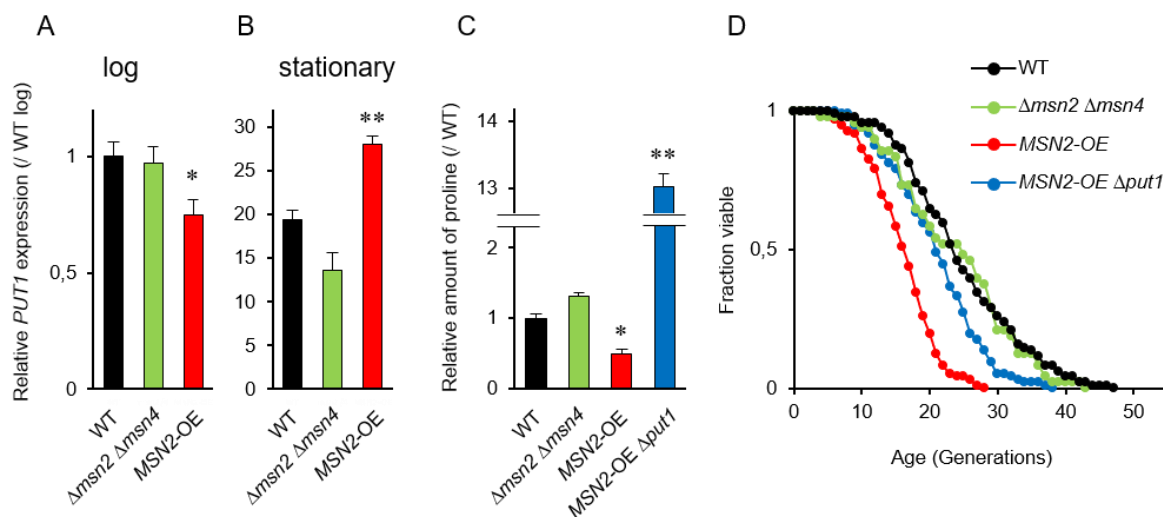 A
log
Relative PUT1 expression (/ WT log)
1
0,5
0
*
WT
Δmsn2 Δmsn4
MSN2-OE
B
stationary
30
25
20
15
10
5
0
**
WT
Δmsn2 Δmsn4
MSN2-OE
C
Relative amount of proline (/ WT)
14
13
2
1
0
*
**
WT
Δmsn2 Δmsn4
MSN2-OE
MSN2-OE Δput1
D
WT
Δmsn2 Δmsn4
MSN2-OE
MSN2-OE Δput1
Fraction viable
1
0,5
0
0 10 20 30 40 50
Age (Generations)